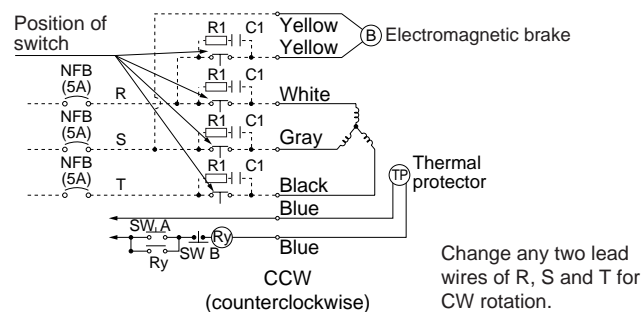 Position of
switch
R1 C1
Yellow
Yellow
B Electromagnetic brake
NFB
(5A)
R
R1 C1
White
NFB
(5A)
S
R1 C1
Gray
NFB
(5A)
T
R1 C1
Black
TP Thermal
protector
Blue
SW A
Ry
SW B
Ry
Blue
CCW
(counterclockwise)
Change any two lead
wires of R, S and T for
CW rotation.